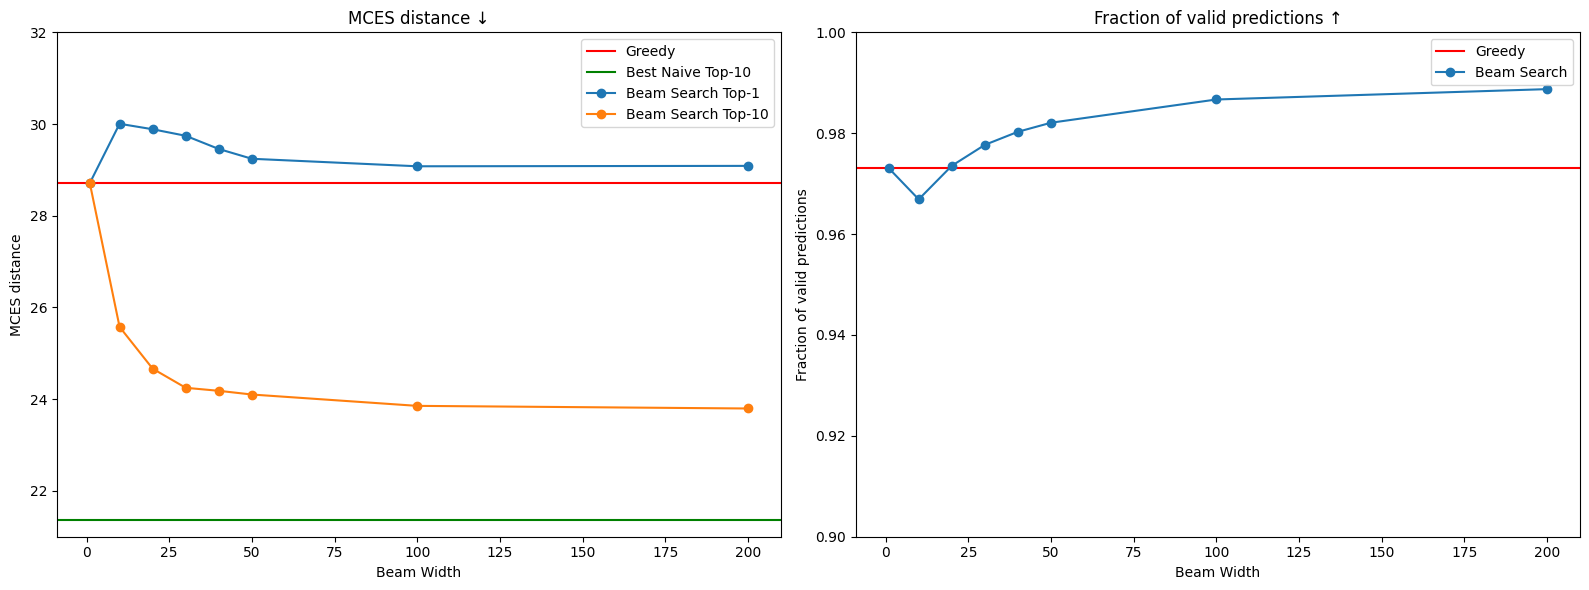 MCES distance ↓
MCES distance
32
30
28
26
24
22
0 25 50 75 100 125 150 175 200
Beam Width
Greedy
Best Naive Top-10
Beam Search Top-1
Beam Search Top-10
Fraction of valid predictions ↑
Fraction of valid predictions
1.00
0.98
0.96
0.94
0.92
0.90
0 25 50 75 100 125 150 175 200
Beam Width
Greedy
Beam Search